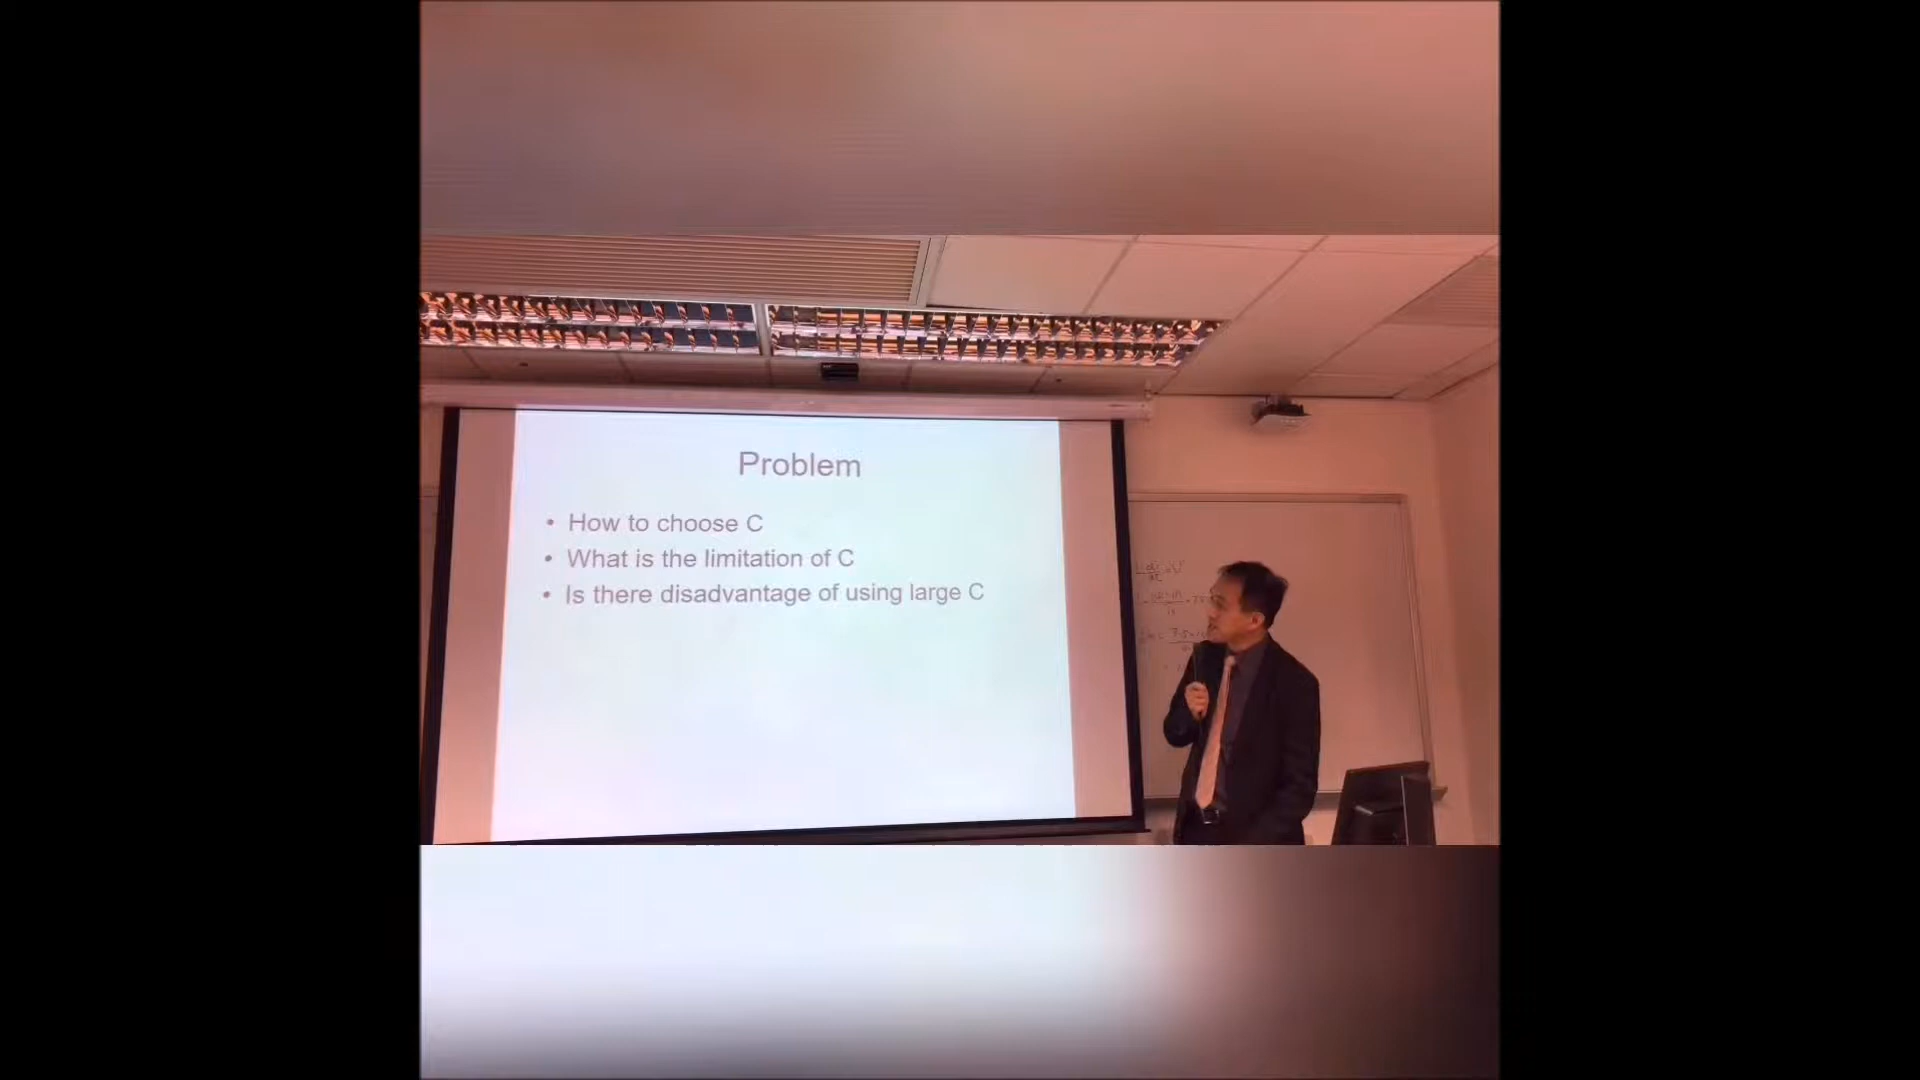 Problem
• How to choose C
• What is the limitation of C
• Is there disadvantage of using large C